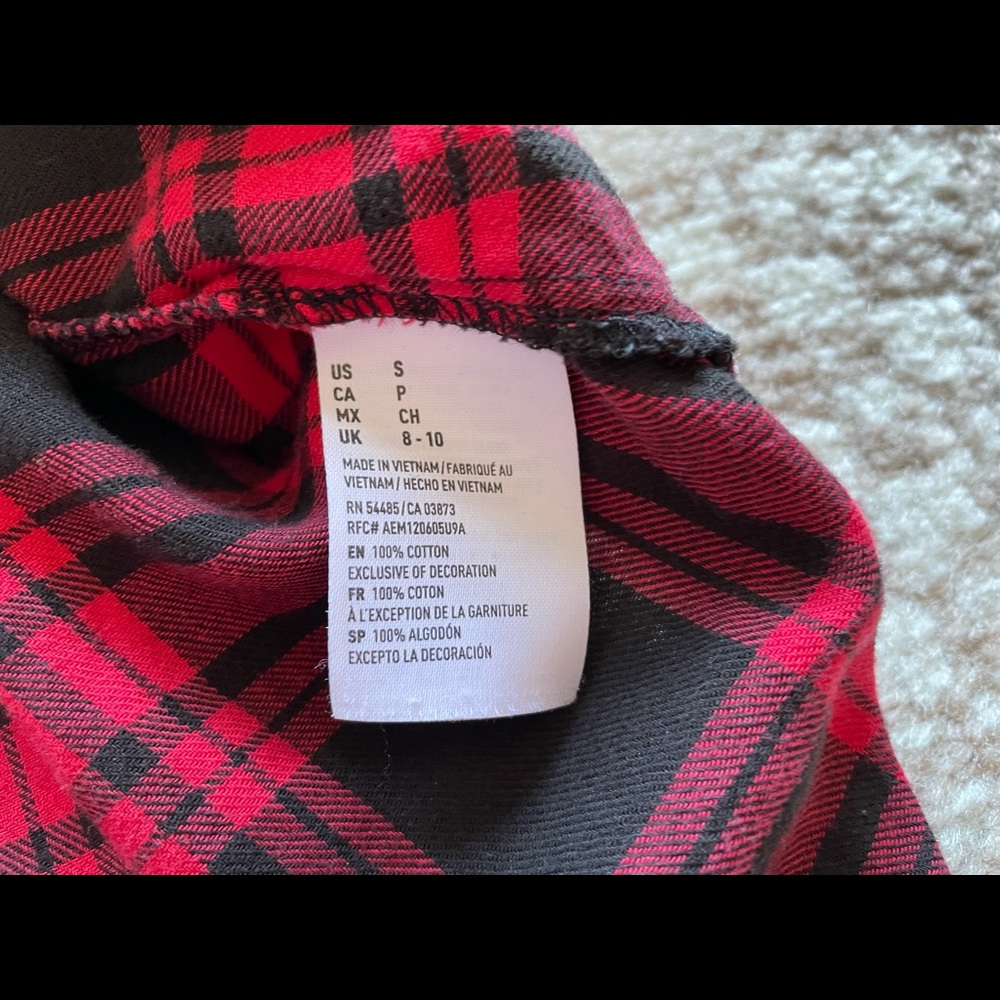 US S
CA P
MX CH
UK 8 - 10
MADE IN VIETNAM / FABRIQUÉ AU
VIETNAM / HECHO EN VIETNAM
RN 54485 / CA 03873
RFC# AEM120605U9A
EN 100% COTTON
EXCLUSIVE OF DECORATION
FR 100% COTON
À L'EXCEPTION DE LA GARNITURE
SP 100% ALGODÓN
EXCEPTO LA DECORACIÓN